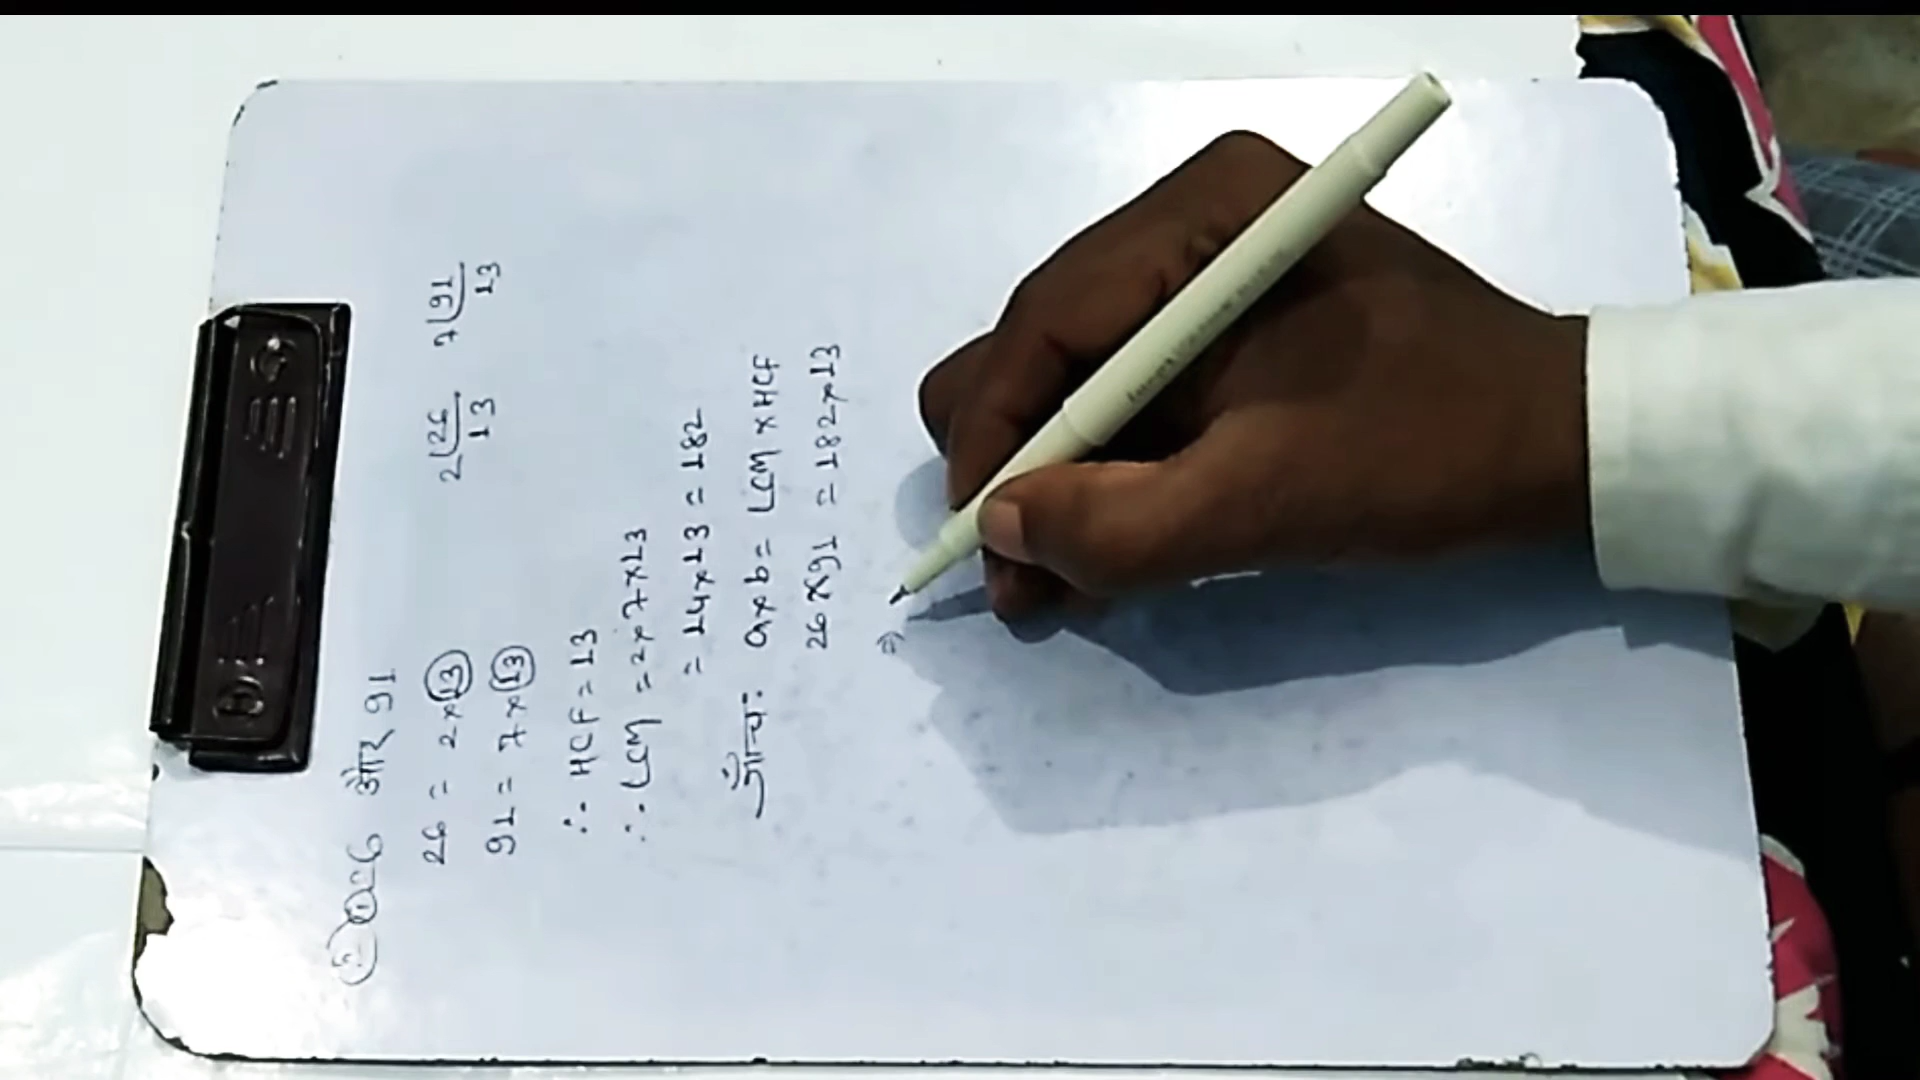 ① 26 और 91
26 = 2×13
91 = 7×13
2 26 7 91
13 13
∴ HCF = 13
∴ LCM = 2×7×13
= 14×13 = 182
जाँच: a×b = LCM×HCF
26×91 = 182×13
⇒